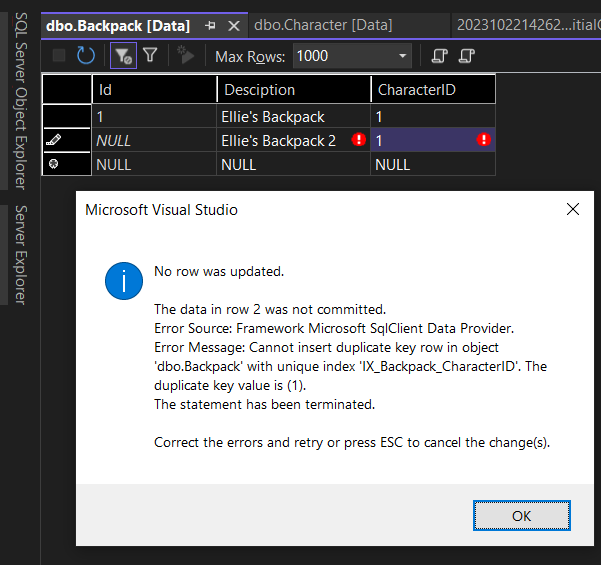 SQL Server Object Explorer
Server Explorer
dbo.Backpack [Data]
dbo.Character [Data]
2023102214262...itial
Max Rows: 1000
Id Desciption CharacterID
1 Ellie's Backpack 1
NULL Ellie's Backpack 2 1
NULL NULL NULL
Microsoft Visual Studio
No row was updated.
The data in row 2 was not committed.
Error Source: Framework Microsoft SqlClient Data Provider.
Error Message: Cannot insert duplicate key row in object
'dbo.Backpack' with unique index 'IX_Backpack_CharacterID'. The
duplicate key value is (1).
The statement has been terminated.
Correct the errors and retry or press ESC to cancel the change(s).
OK